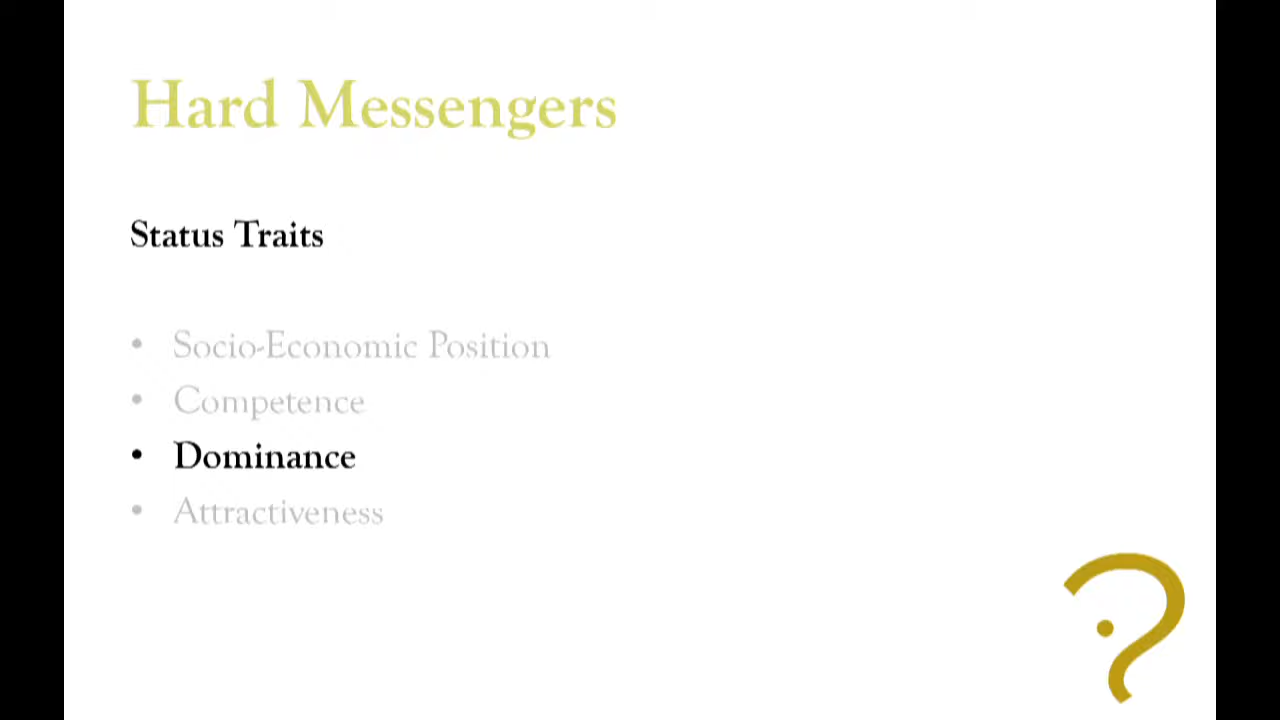 Hard Messengers
Status Traits
• Socio-Economic Position
• Competence
• Dominance
• Attractiveness